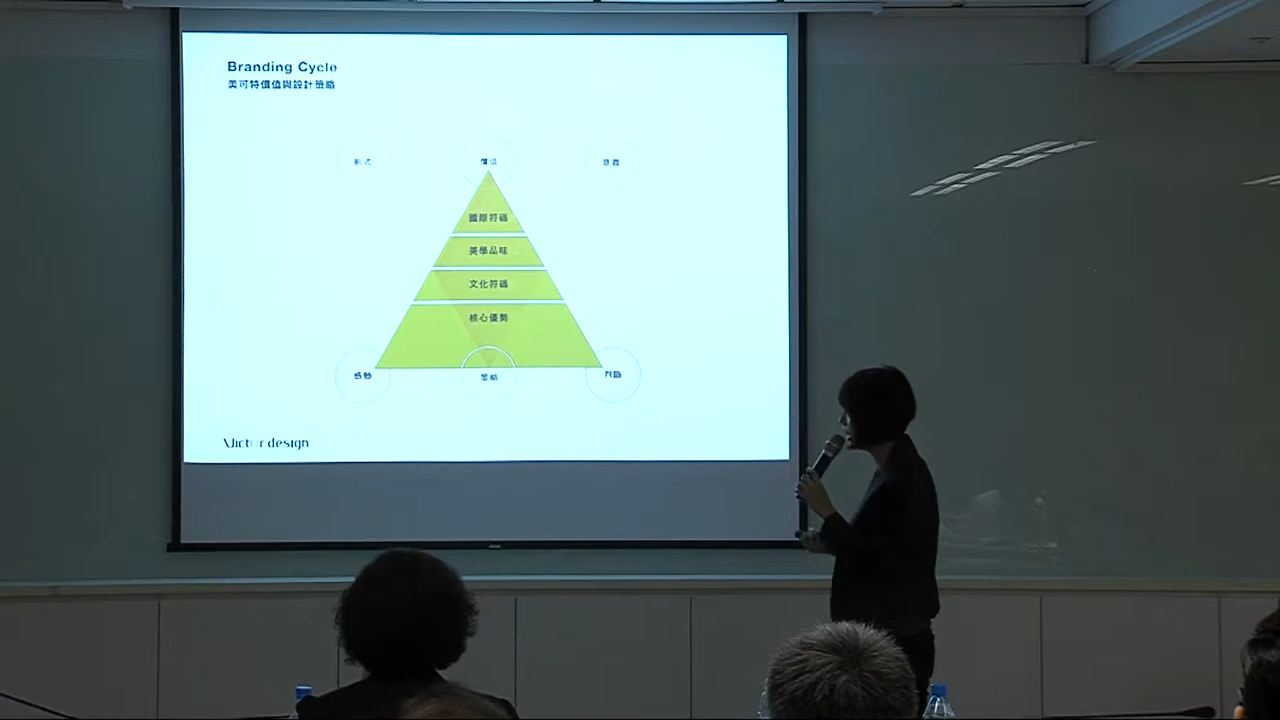 Branding Cycle
美可特價值與設計策略
形式
價值
意義
國際符碼
美學品味
文化符碼
核心優勢
感動
策略
判斷
Victor design